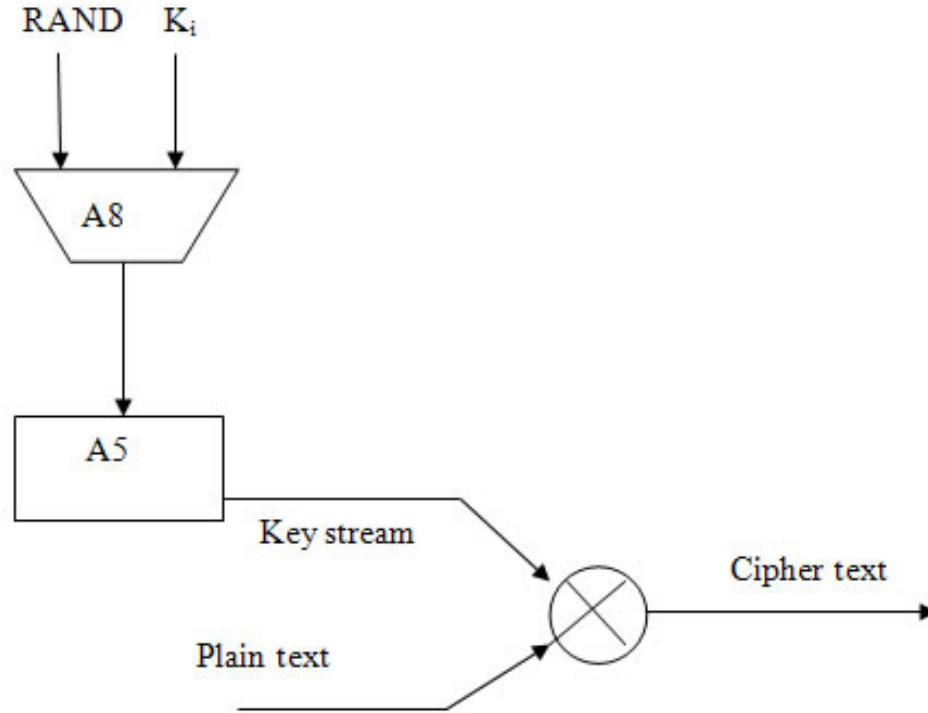 RAND Kᵢ
A8
A5
Key stream
Cipher text
Plain text